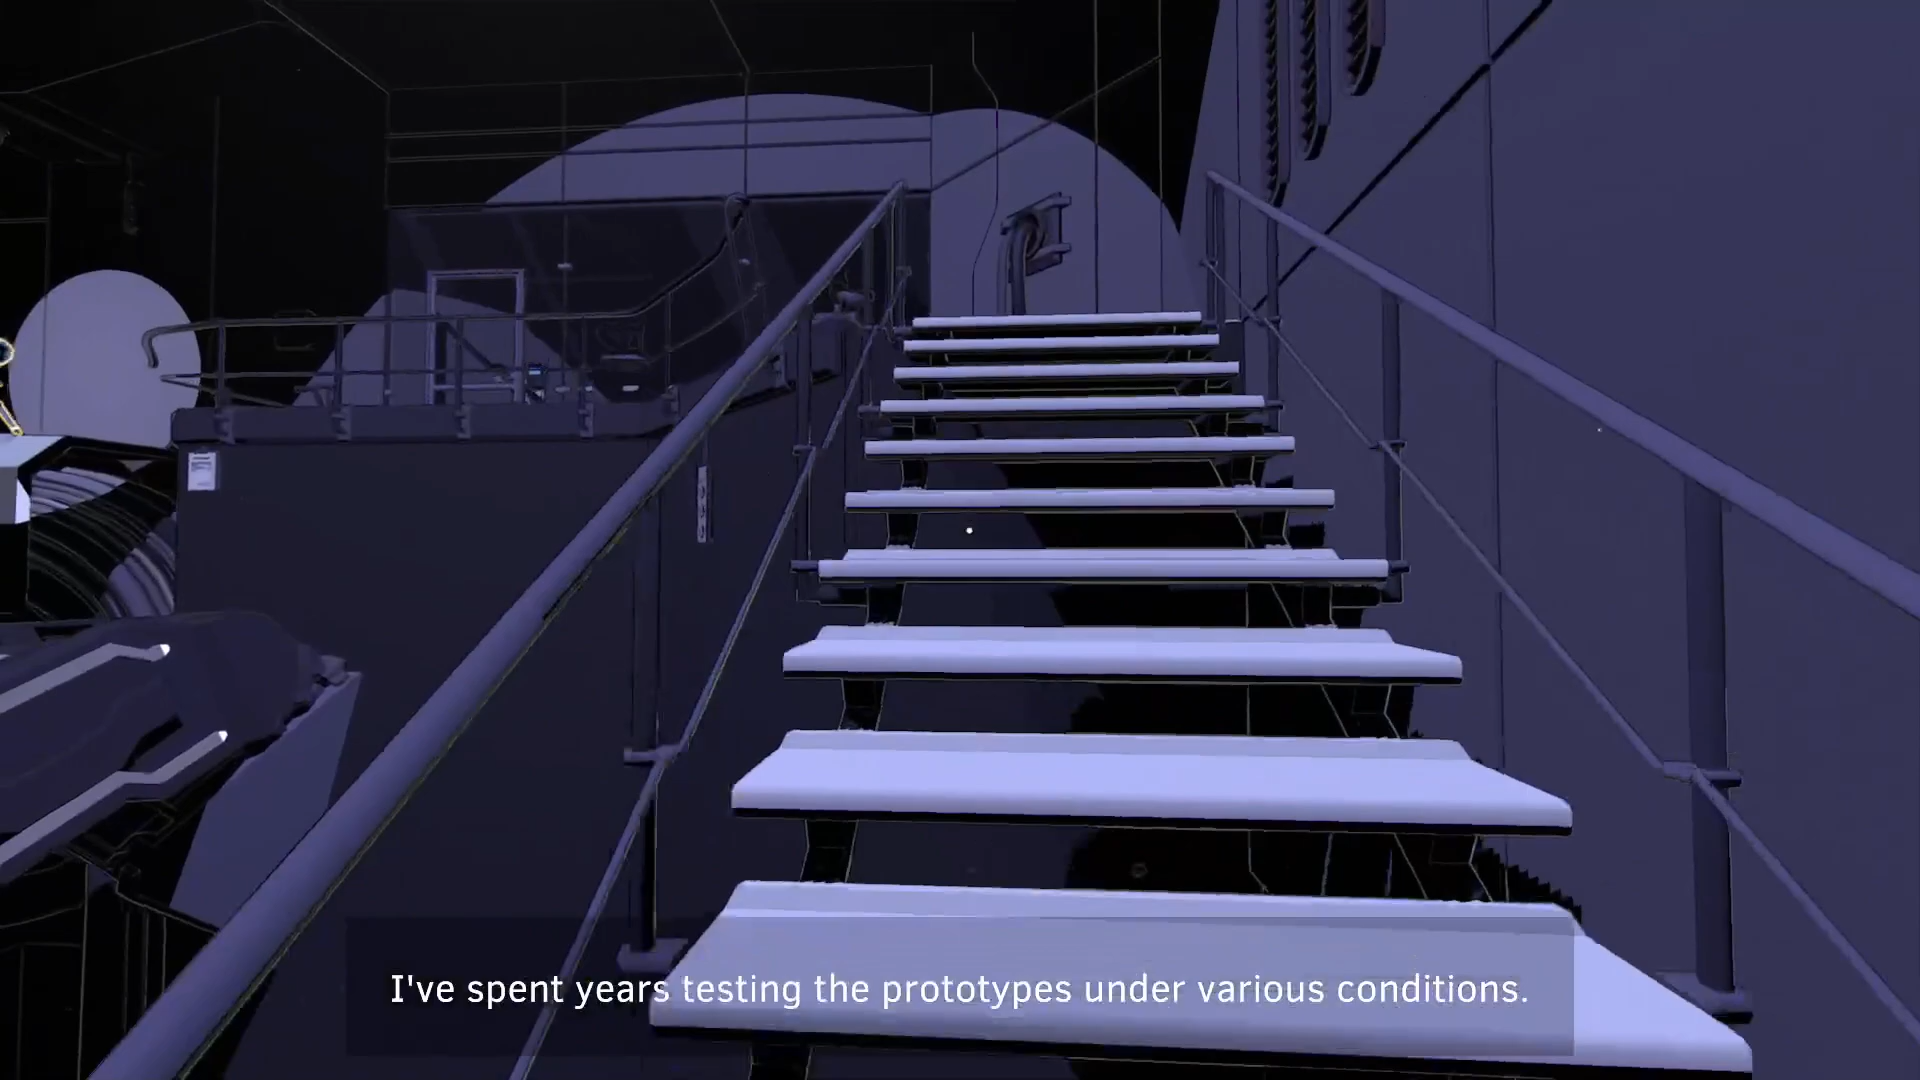 I've spent years testing the prototypes under various conditions.